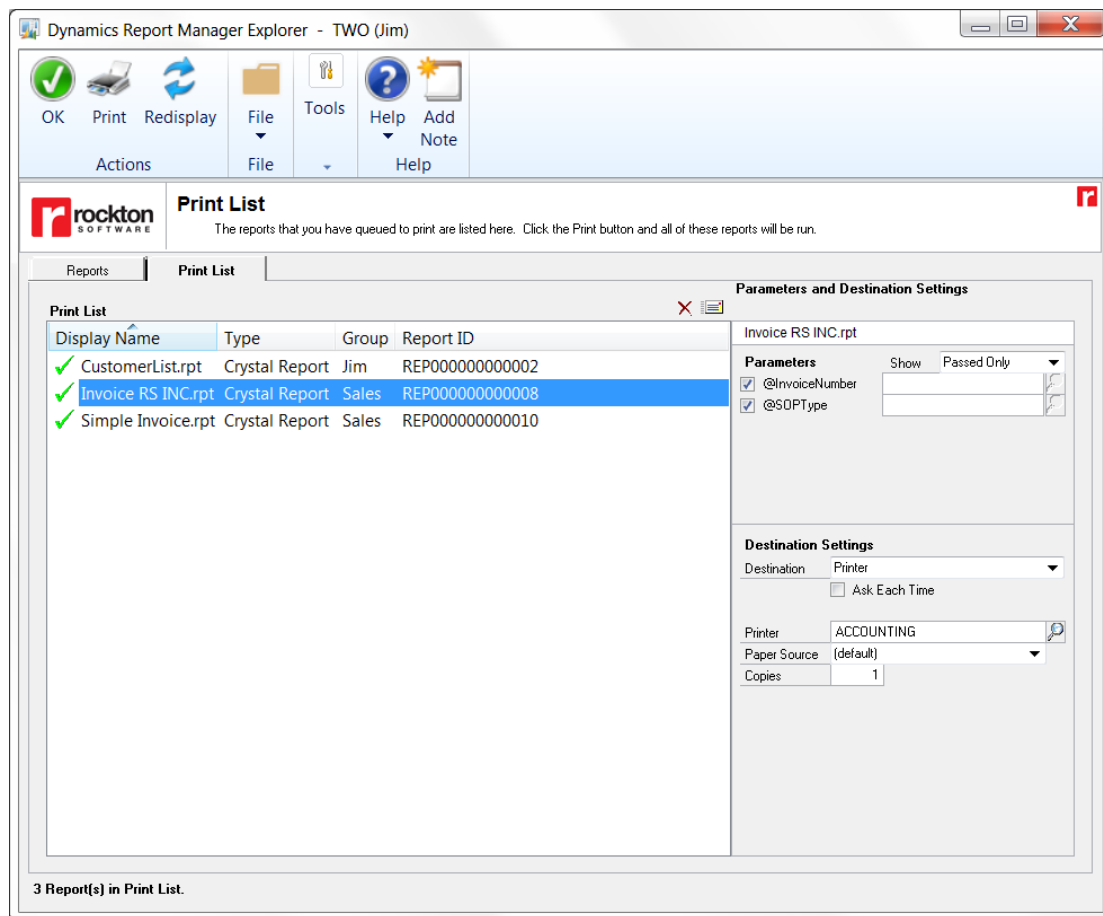 Dynamics Report Manager Explorer - TWO (Jim)
OK Print Redisplay File Tools Help Add Note
Actions File Help
rockton
SOFTWARE
Print List
The reports that you have queued to print are listed here. Click the Print button and all of these reports will be run.
Reports Print List
Parameters and Destination Settings
Print List
Display Name Type Group Report ID
CustomerList.rpt Crystal Report Jim REP000000000002
Invoice RS INC.rpt Crystal Report Sales REP000000000008
Simple Invoice.rpt Crystal Report Sales REP000000000010
Invoice RS INC.rpt
Parameters Show Passed Only
@InvoiceNumber
@SOPType
Destination Settings
Destination Printer
Ask Each Time
Printer ACCOUNTING
Paper Source (default)
Copies 1
3 Report(s) in Print List.